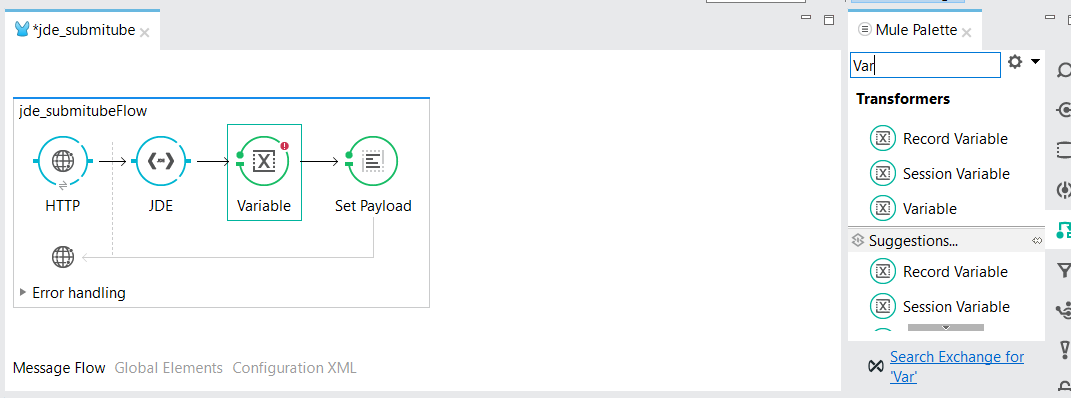 *jde_submitube
Mule Palette
Var
jde_submitubeFlow
HTTP
JDE
Variable
Set Payload
Error handling
Message Flow
Global Elements
Configuration XML
Transformers
Record Variable
Session Variable
Variable
Suggestions...
Record Variable
Session Variable
Search Exchange for
'Var'